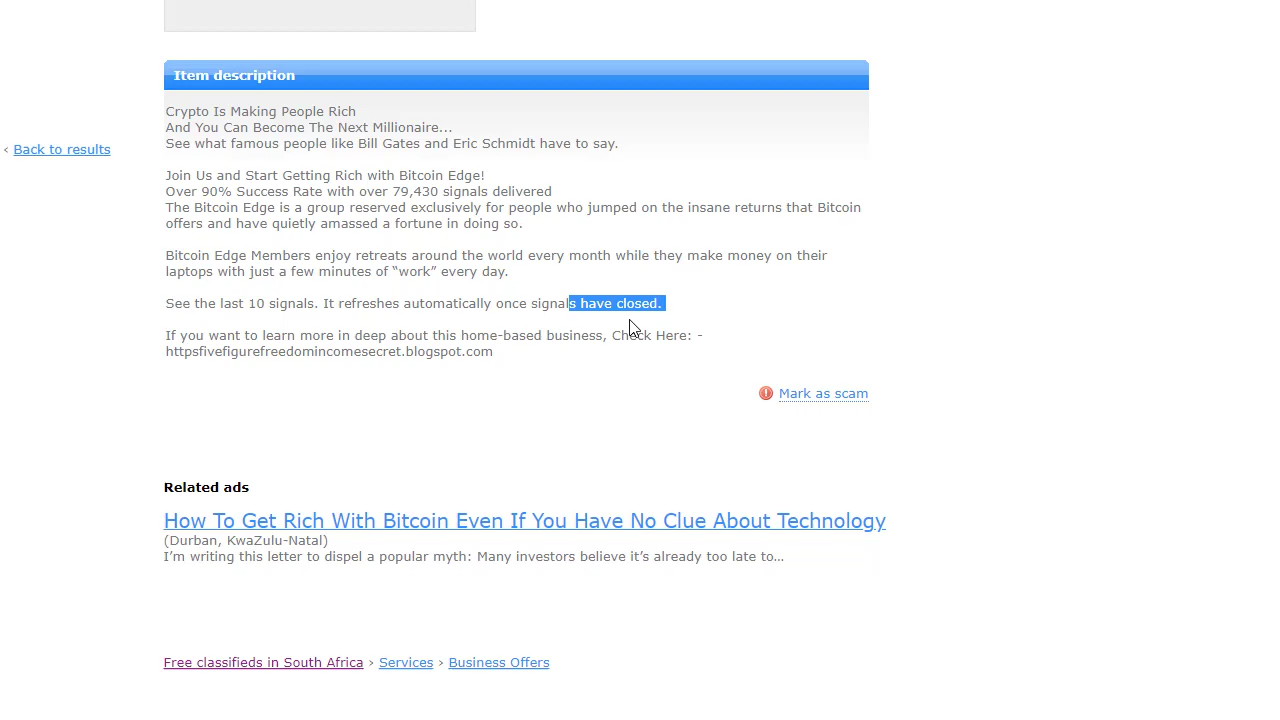 Item description
Crypto Is Making People Rich
And You Can Become The Next Millionaire...
See what famous people like Bill Gates and Eric Schmidt have to say.
‹ Back to results
Join Us and Start Getting Rich with Bitcoin Edge!
Over 90% Success Rate with over 79,430 signals delivered
The Bitcoin Edge is a group reserved exclusively for people who jumped on the insane returns that Bitcoin
offers and have quietly amassed a fortune in doing so.
Bitcoin Edge Members enjoy retreats around the world every month while they make money on their
laptops with just a few minutes of “work” every day.
See the last 10 signals. It refreshes automatically once signals have closed.
If you want to learn more in deep about this home-based business, Check Here: -
httpsfivefigurefreedomincomesecret.blogspot.com
Mark as scam
Related ads
How To Get Rich With Bitcoin Even If You Have No Clue About Technology
(Durban, KwaZulu-Natal)
I’m writing this letter to dispel a popular myth: Many investors believe it’s already too late to…
Free classifieds in South Africa › Services › Business Offers